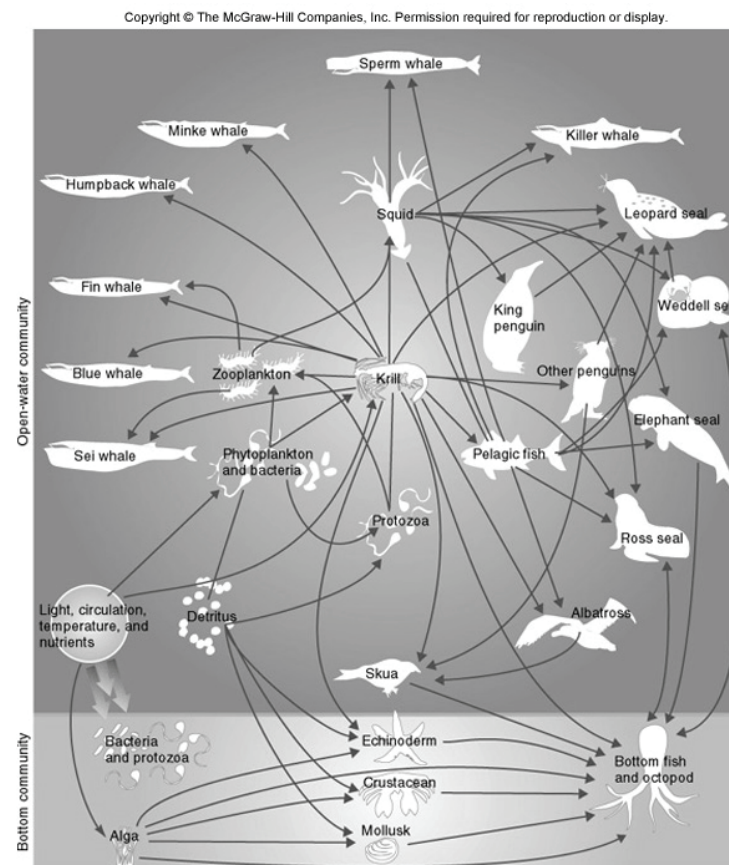 Copyright © The McGraw-Hill Companies, Inc. Permission required for reproduction or display.
Sperm whale
Minke whale
Killer whale
Humpback whale
Squid
Leopard seal
Fin whale
King
penguin
Weddell se
Open-water community
Blue whale
Zooplankton
Krill
Other penguins
Elephant seal
Sei whale
Phytoplankton
and bacteria
Pelagic fish
Protozoa
Ross seal
Light, circulation,
temperature, and
nutrients
Detritus
Albatross
Skua
Bottom community
Bacteria
and protozoa
Echinoderm
Bottom fish
and octopod
Crustacean
Alga
Mollusk